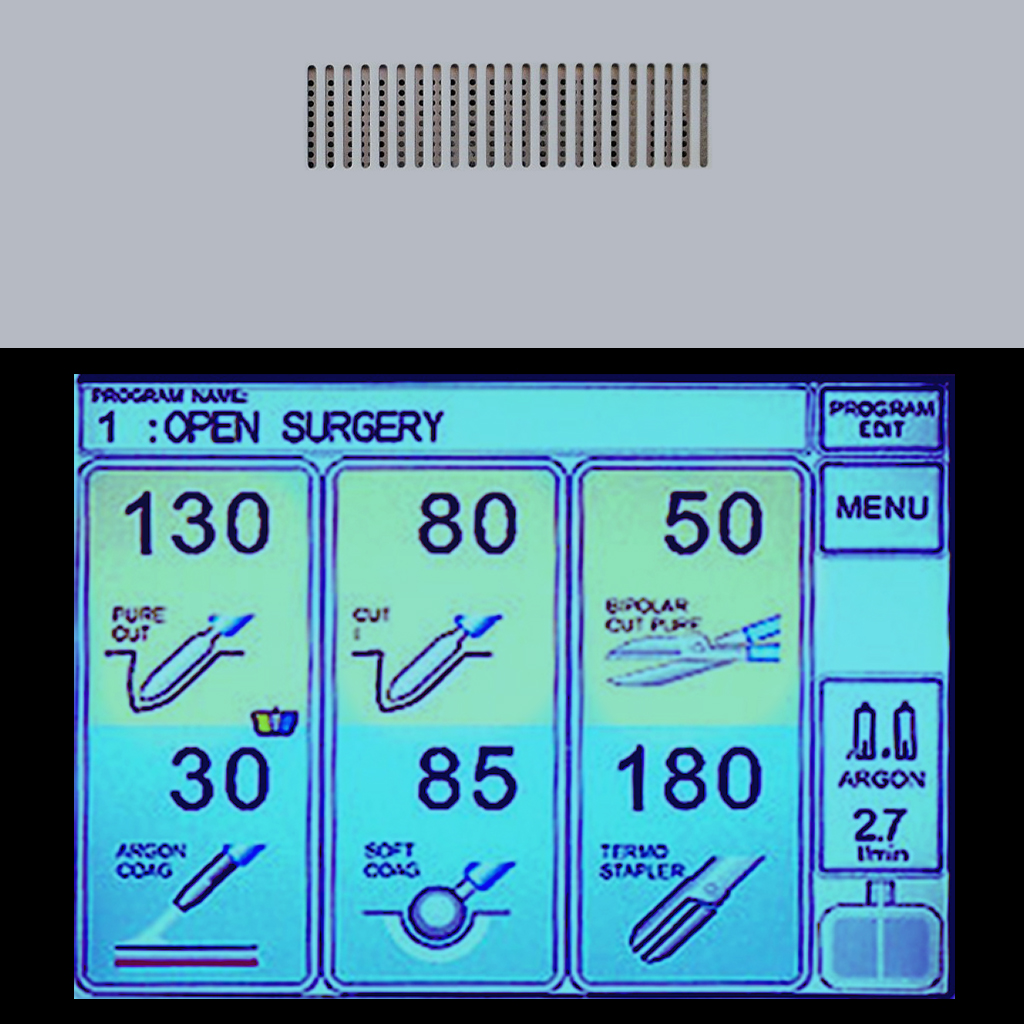 PROGRAM NAME:
1 :OPEN SURGERY
PROGRAM
EDIT
MENU
130
PURE
CUT
80
CUT
I
50
BIPOLAR
CUT PURE
30
ARGON
COAG
85
SOFT
COAG
180
TERMO
STAPLER
ARGON
2.7
l/min